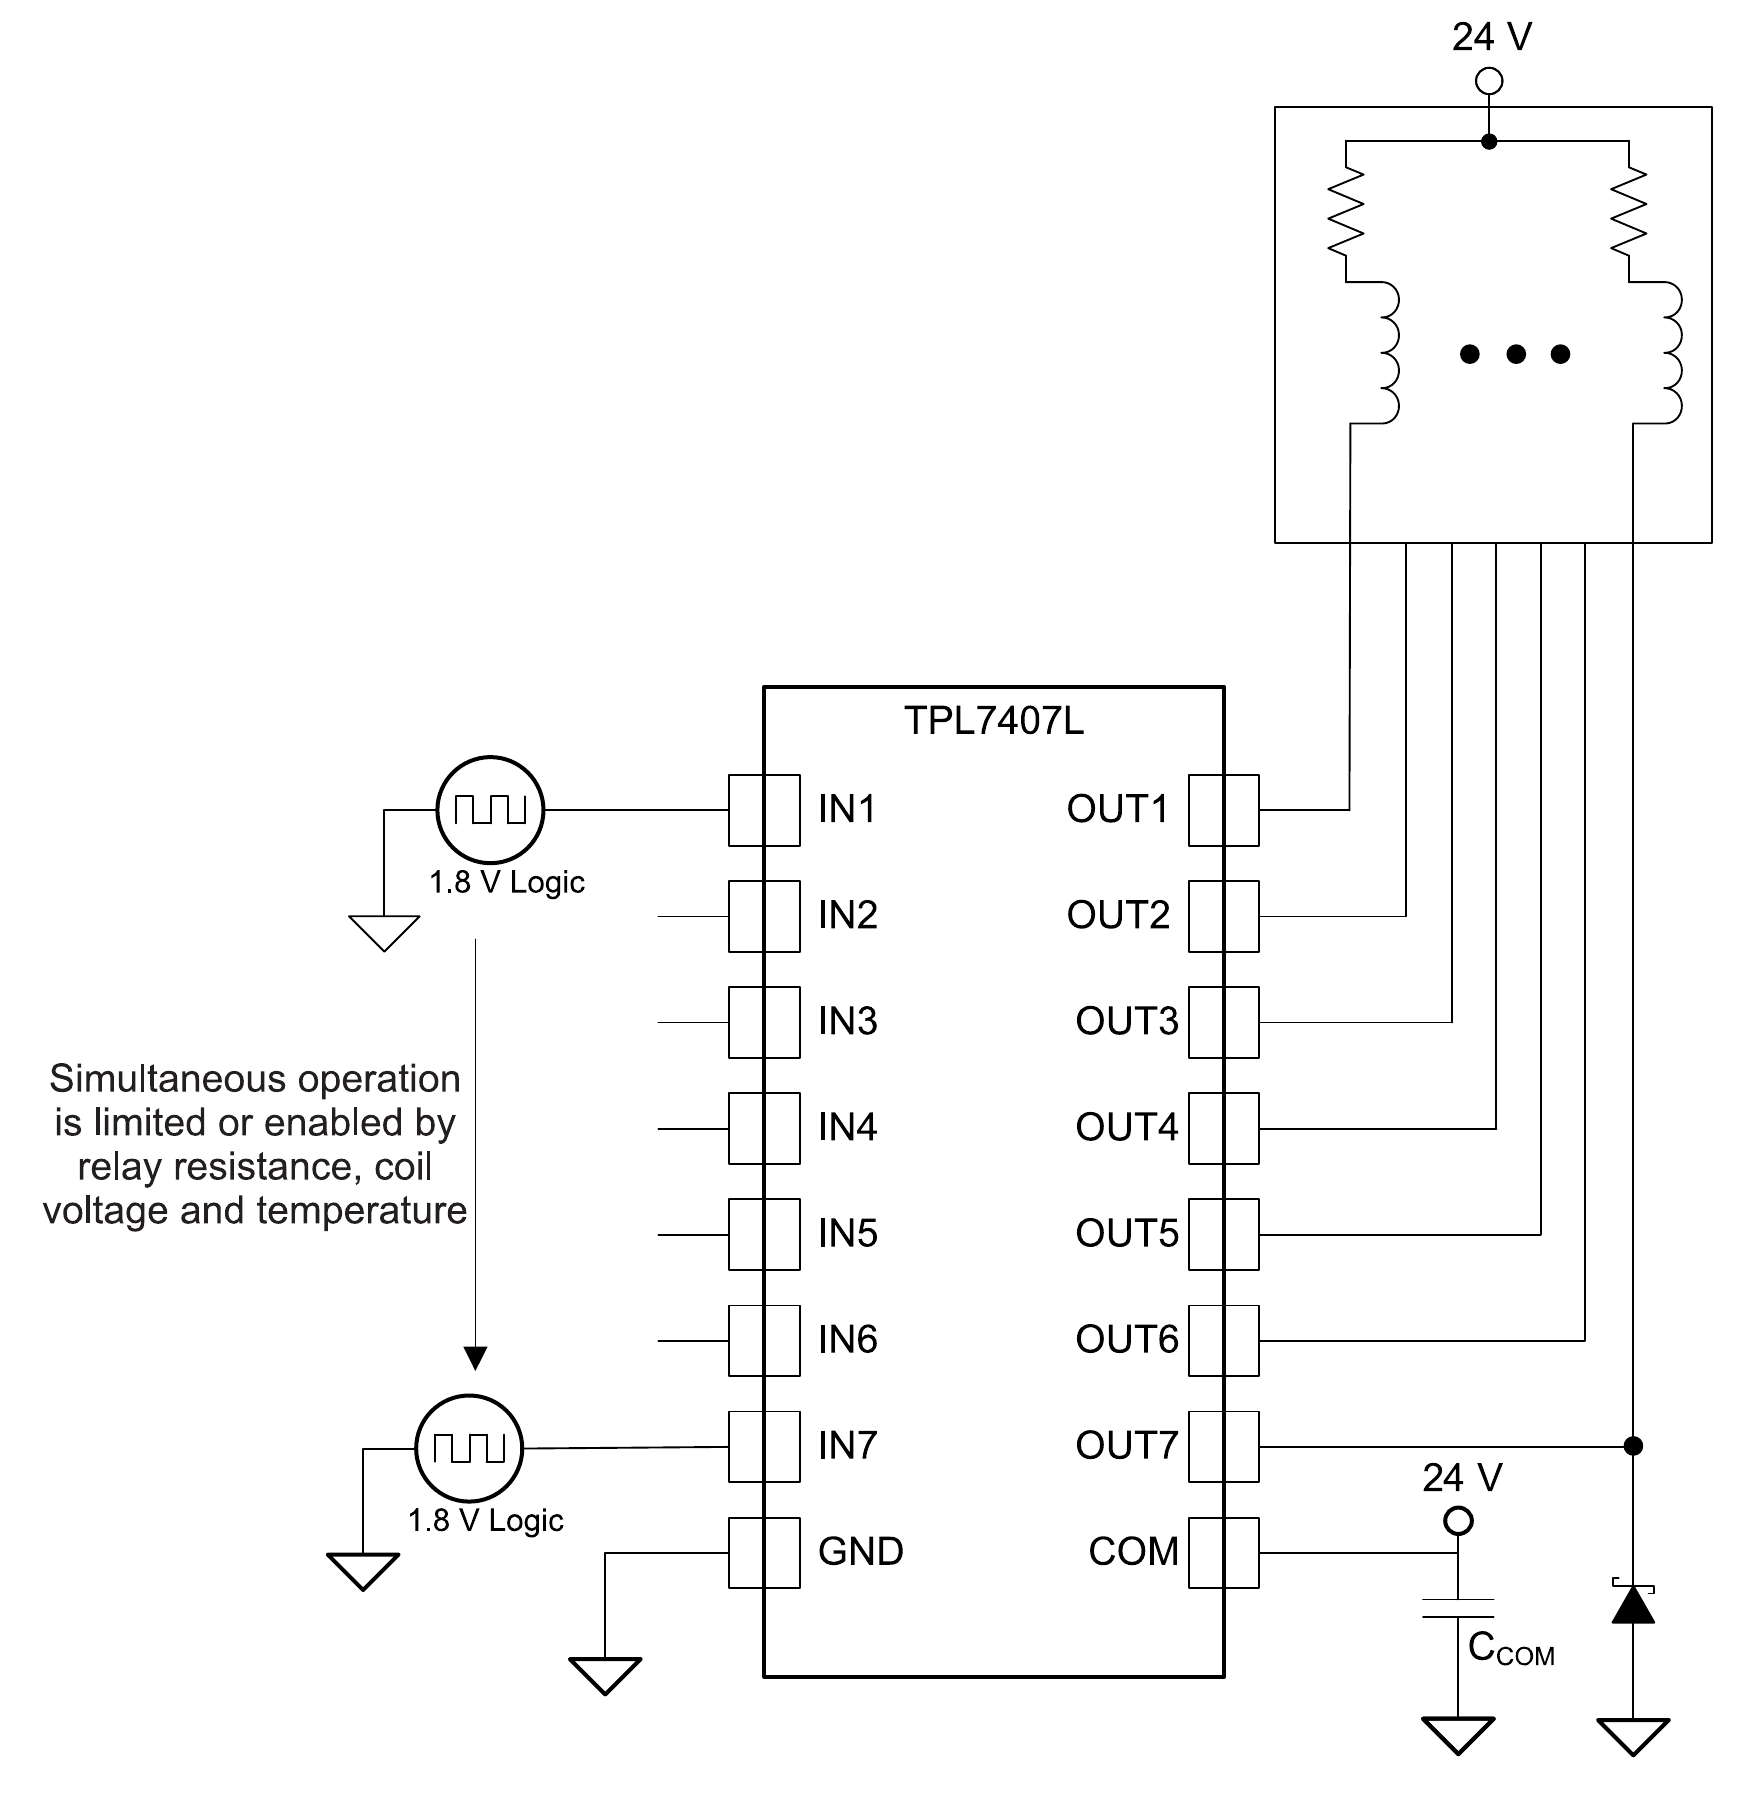 24 V
TPL7407L
IN1
OUT1
1.8 V Logic
IN2
OUT2
IN3
OUT3
Simultaneous operation
is limited or enabled by
relay resistance, coil
voltage and temperature
IN4
OUT4
IN5
OUT5
IN6
OUT6
IN7
OUT7
24 V
1.8 V Logic
GND
COM
CCOM